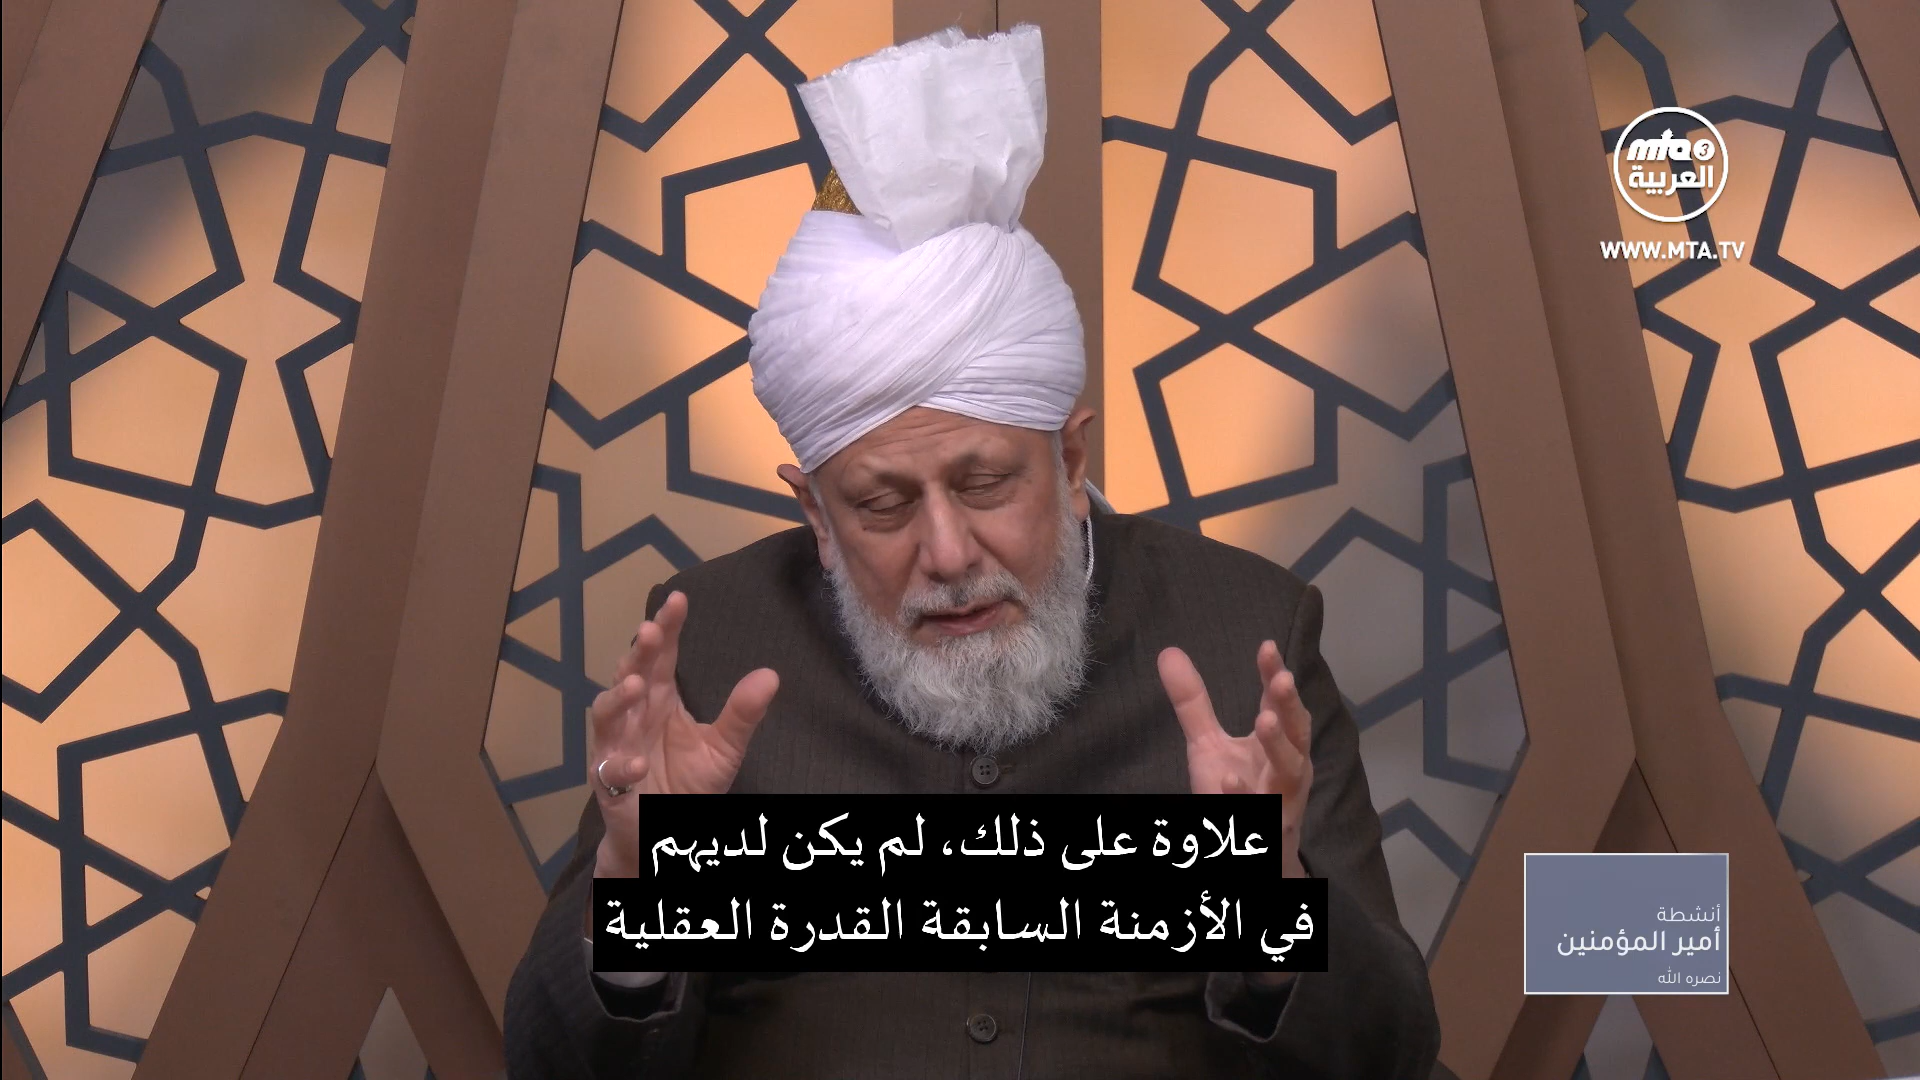 mta 3
العربية
WWW.MTA.TV
علاوة على ذلك، لم يكن لديهم
في الأزمنة السابقة القدرة العقلية
أنشطة
أمير المؤمنين
نصره الله